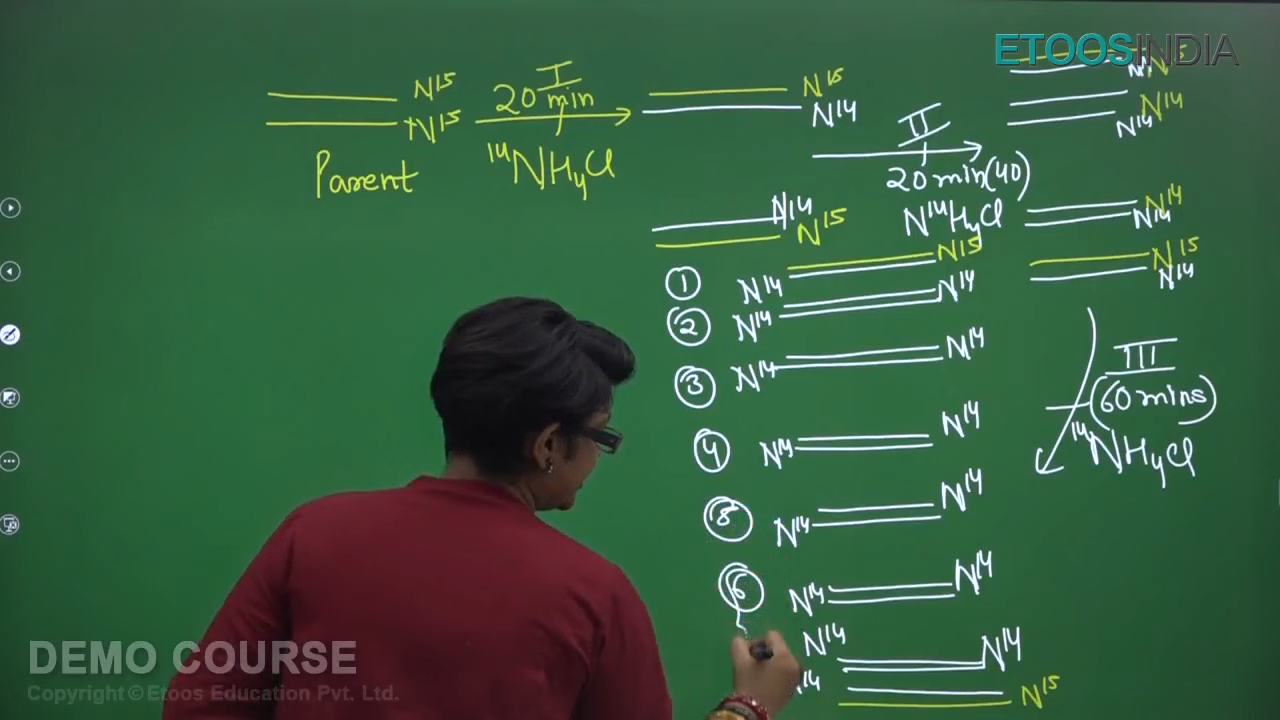 ETOOSINDIA
N15
N15
Parent
I
20 min
14NH4Cl
N15
N14
II
20 min(40)
N14H4Cl
N14
N15
N14
N14
N14
N14
N15
N14
N14
N15
1 N14 N15
2 N14 N14
3 N14 N14
4 N14 N14
N14 N14
6 N14 N14
N14 N14
N15
III
(60 mins)
14NH4Cl
DEMO COURSE
Copyright©Etoos Education Pvt. Ltd.